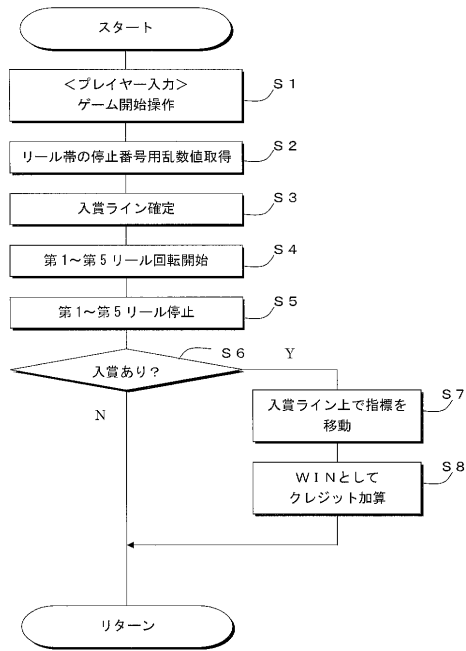 スタート
<プレイヤー入力>
ゲーム開始操作
S1
リール帯の停止番号用乱数値取得
S2
入賞ライン確定
S3
第1～第5リール回転開始
S4
第1～第5リール停止
S5
入賞あり?
S6
Y
N
入賞ライン上で指標を
移動
S7
WINとして
クレジット加算
S8
リターン